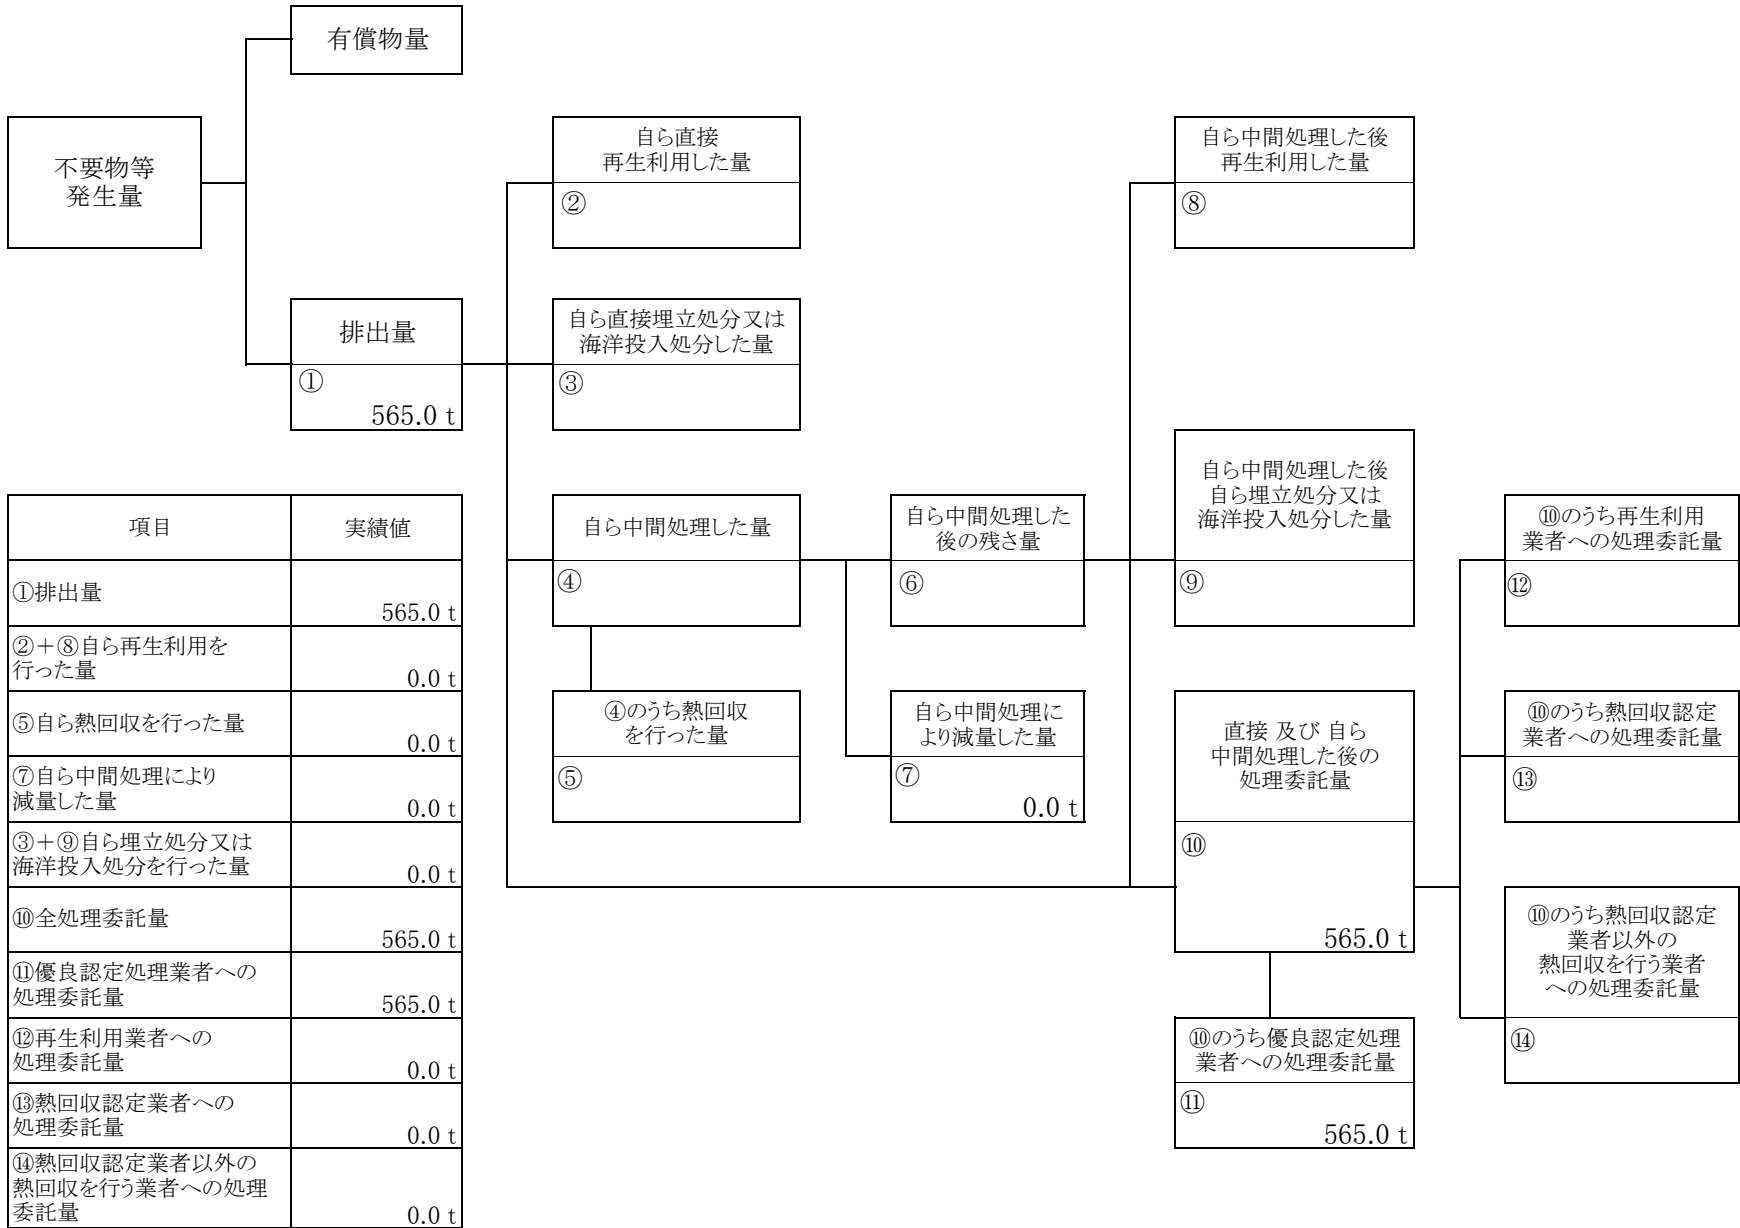 有償物量
不要物等
発生量
排出量
①
565.0 t
自ら直接
再生利用した量
②
自ら直接埋立処分又は
海洋投入処分した量
③
自ら中間処理した量
④
④のうち熱回収
を行った量
⑤
自ら中間処理した
後の残さ量
⑥
自ら中間処理に
より減量した量
⑦
0.0 t
自ら中間処理した後
再生利用した量
⑧
自ら中間処理した後
自ら埋立処分又は
海洋投入処分した量
⑨
直接 及び 自ら
中間処理した後の
処理委託量
⑩
565.0 t
⑩のうち優良認定処理
業者への処理委託量
⑪
565.0 t
⑩のうち再生利用
業者への処理委託量
⑫
⑩のうち熱回収認定
業者への処理委託量
⑬
⑩のうち熱回収認定
業者以外の
熱回収を行う業者
への処理委託量
⑭
項目 実績値
①排出量
565.0 t
②＋⑧自ら再生利用を
行った量
0.0 t
⑤自ら熱回収を行った量
0.0 t
⑦自ら中間処理により
減量した量
0.0 t
③＋⑨自ら埋立処分又は
海洋投入処分を行った量
0.0 t
⑩全処理委託量
565.0 t
⑪優良認定処理業者への
処理委託量
565.0 t
⑫再生利用業者への
処理委託量
0.0 t
⑬熱回収認定業者への
処理委託量
0.0 t
⑭熱回収認定業者以外の
熱回収を行う業者への処理
委託量
0.0 t